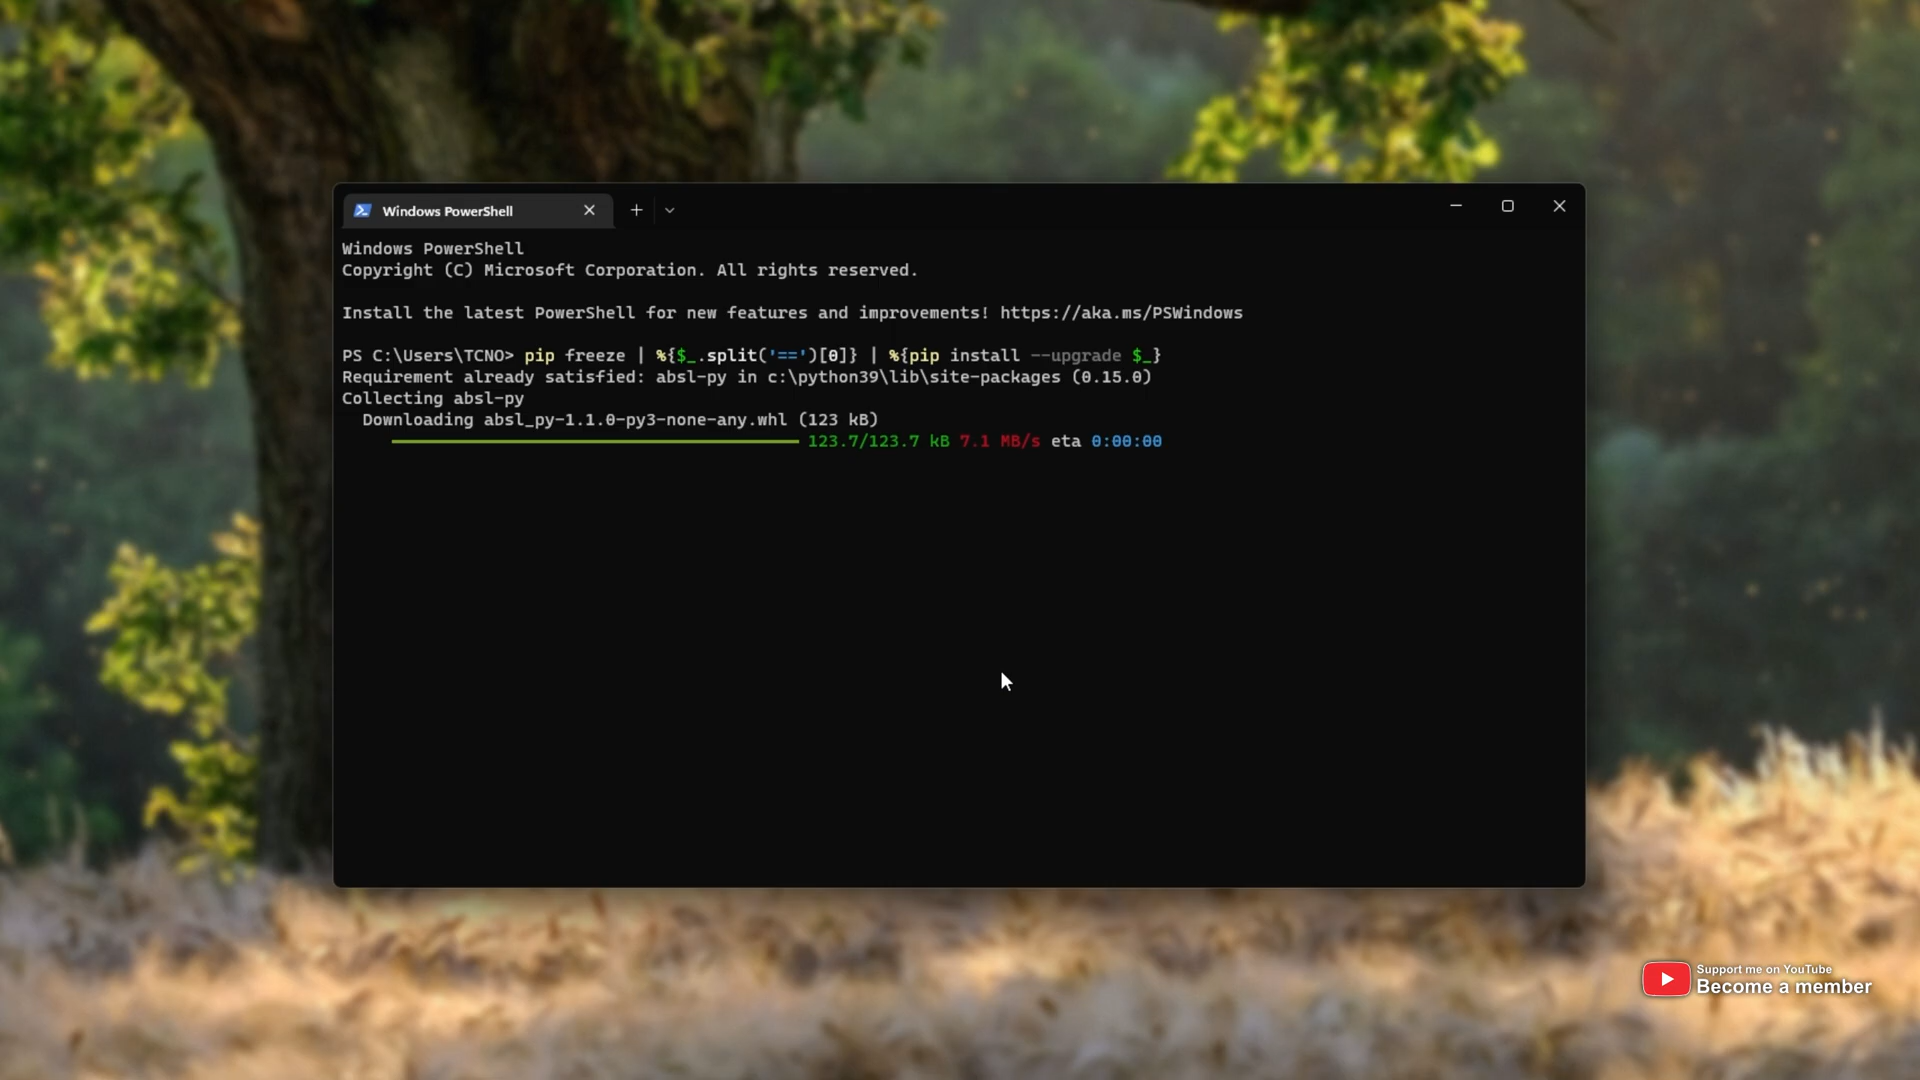 Windows PowerShell
Windows PowerShell
Copyright (C) Microsoft Corporation. All rights reserved.
Install the latest PowerShell for new features and improvements! https://aka.ms/PSWindows
PS C:\Users\TCNO> pip freeze | %{$_.split('==')[0]} | %{pip install --upgrade $_}
Requirement already satisfied: absl-py in c:\python39\lib\site-packages (0.15.0)
Collecting absl-py
Downloading absl_py-1.1.0-py3-none-any.whl (123 kB)
123.7/123.7 kB 7.1 MB/s eta 0:00:00
Support me on YouTube
Become a member